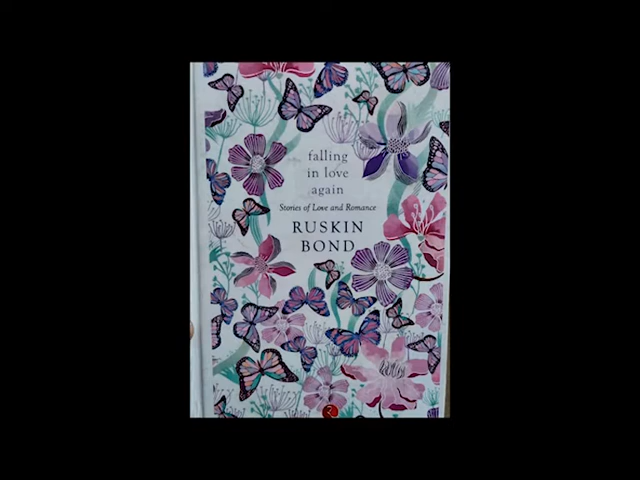 falling
in love
again
Stories of Love and Romance
RUSKIN
BOND